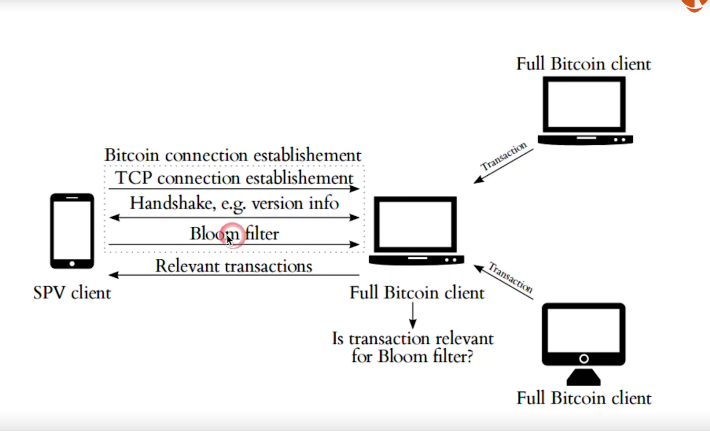 Full Bitcoin client
Transaction
Bitcoin connection establishement
TCP connection establishement
Handshake, e.g. version info
Bloom filter
Relevant transactions
SPV client
Full Bitcoin client
Transaction
Is transaction relevant
for Bloom filter?
Full Bitcoin client